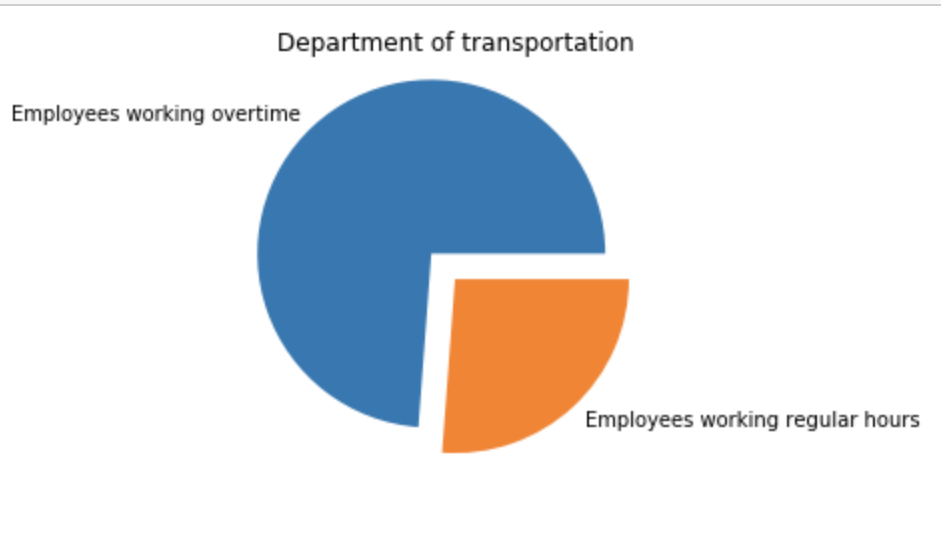 Department of transportation
Employees working overtime
Employees working regular hours